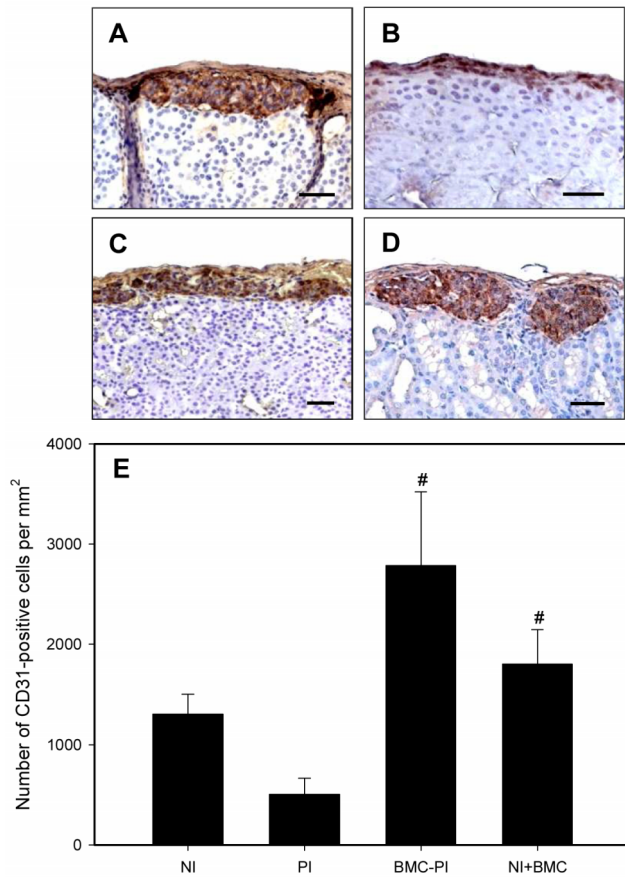 A
B
C
D
E
Number of CD31-positive cells per mm²
4000
3000
2000
1000
0
#
#
NI
PI
BMC-PI
NI+BMC